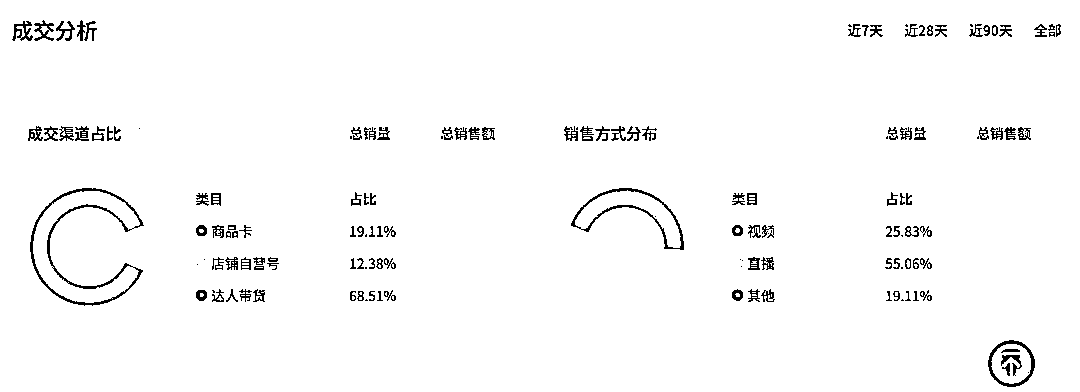 成交分析
近7天 近28天 近90天 全部
成交渠道占比 总销量 总销售额
类目 占比
商品卡 19.11%
店铺自营号 12.38%
达人带货 68.51%
销售方式分布 总销量 总销售额
类目 占比
视频 25.83%
直播 55.06%
其他 19.11%